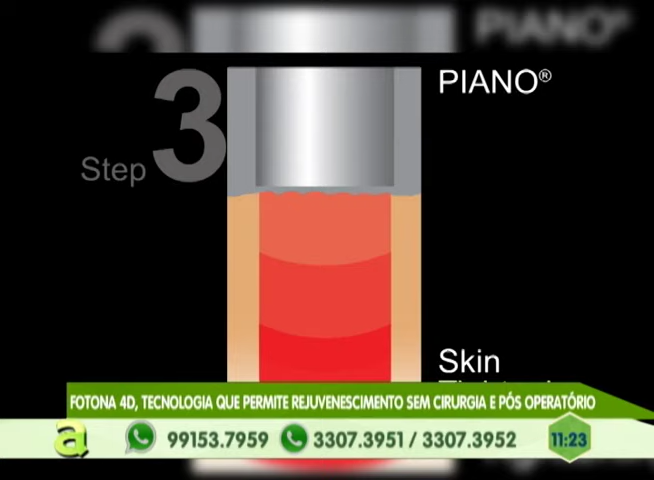 PIANO®
PIANO®
Step 3
Skin
FOTONA 4D, TECNOLOGIA QUE PERMITE REJUVENESCIMENTO SEM CIRURGIA E PÓS OPERATÓRIO
a 99153.7959 3307.3951 / 3307.3952 11:23